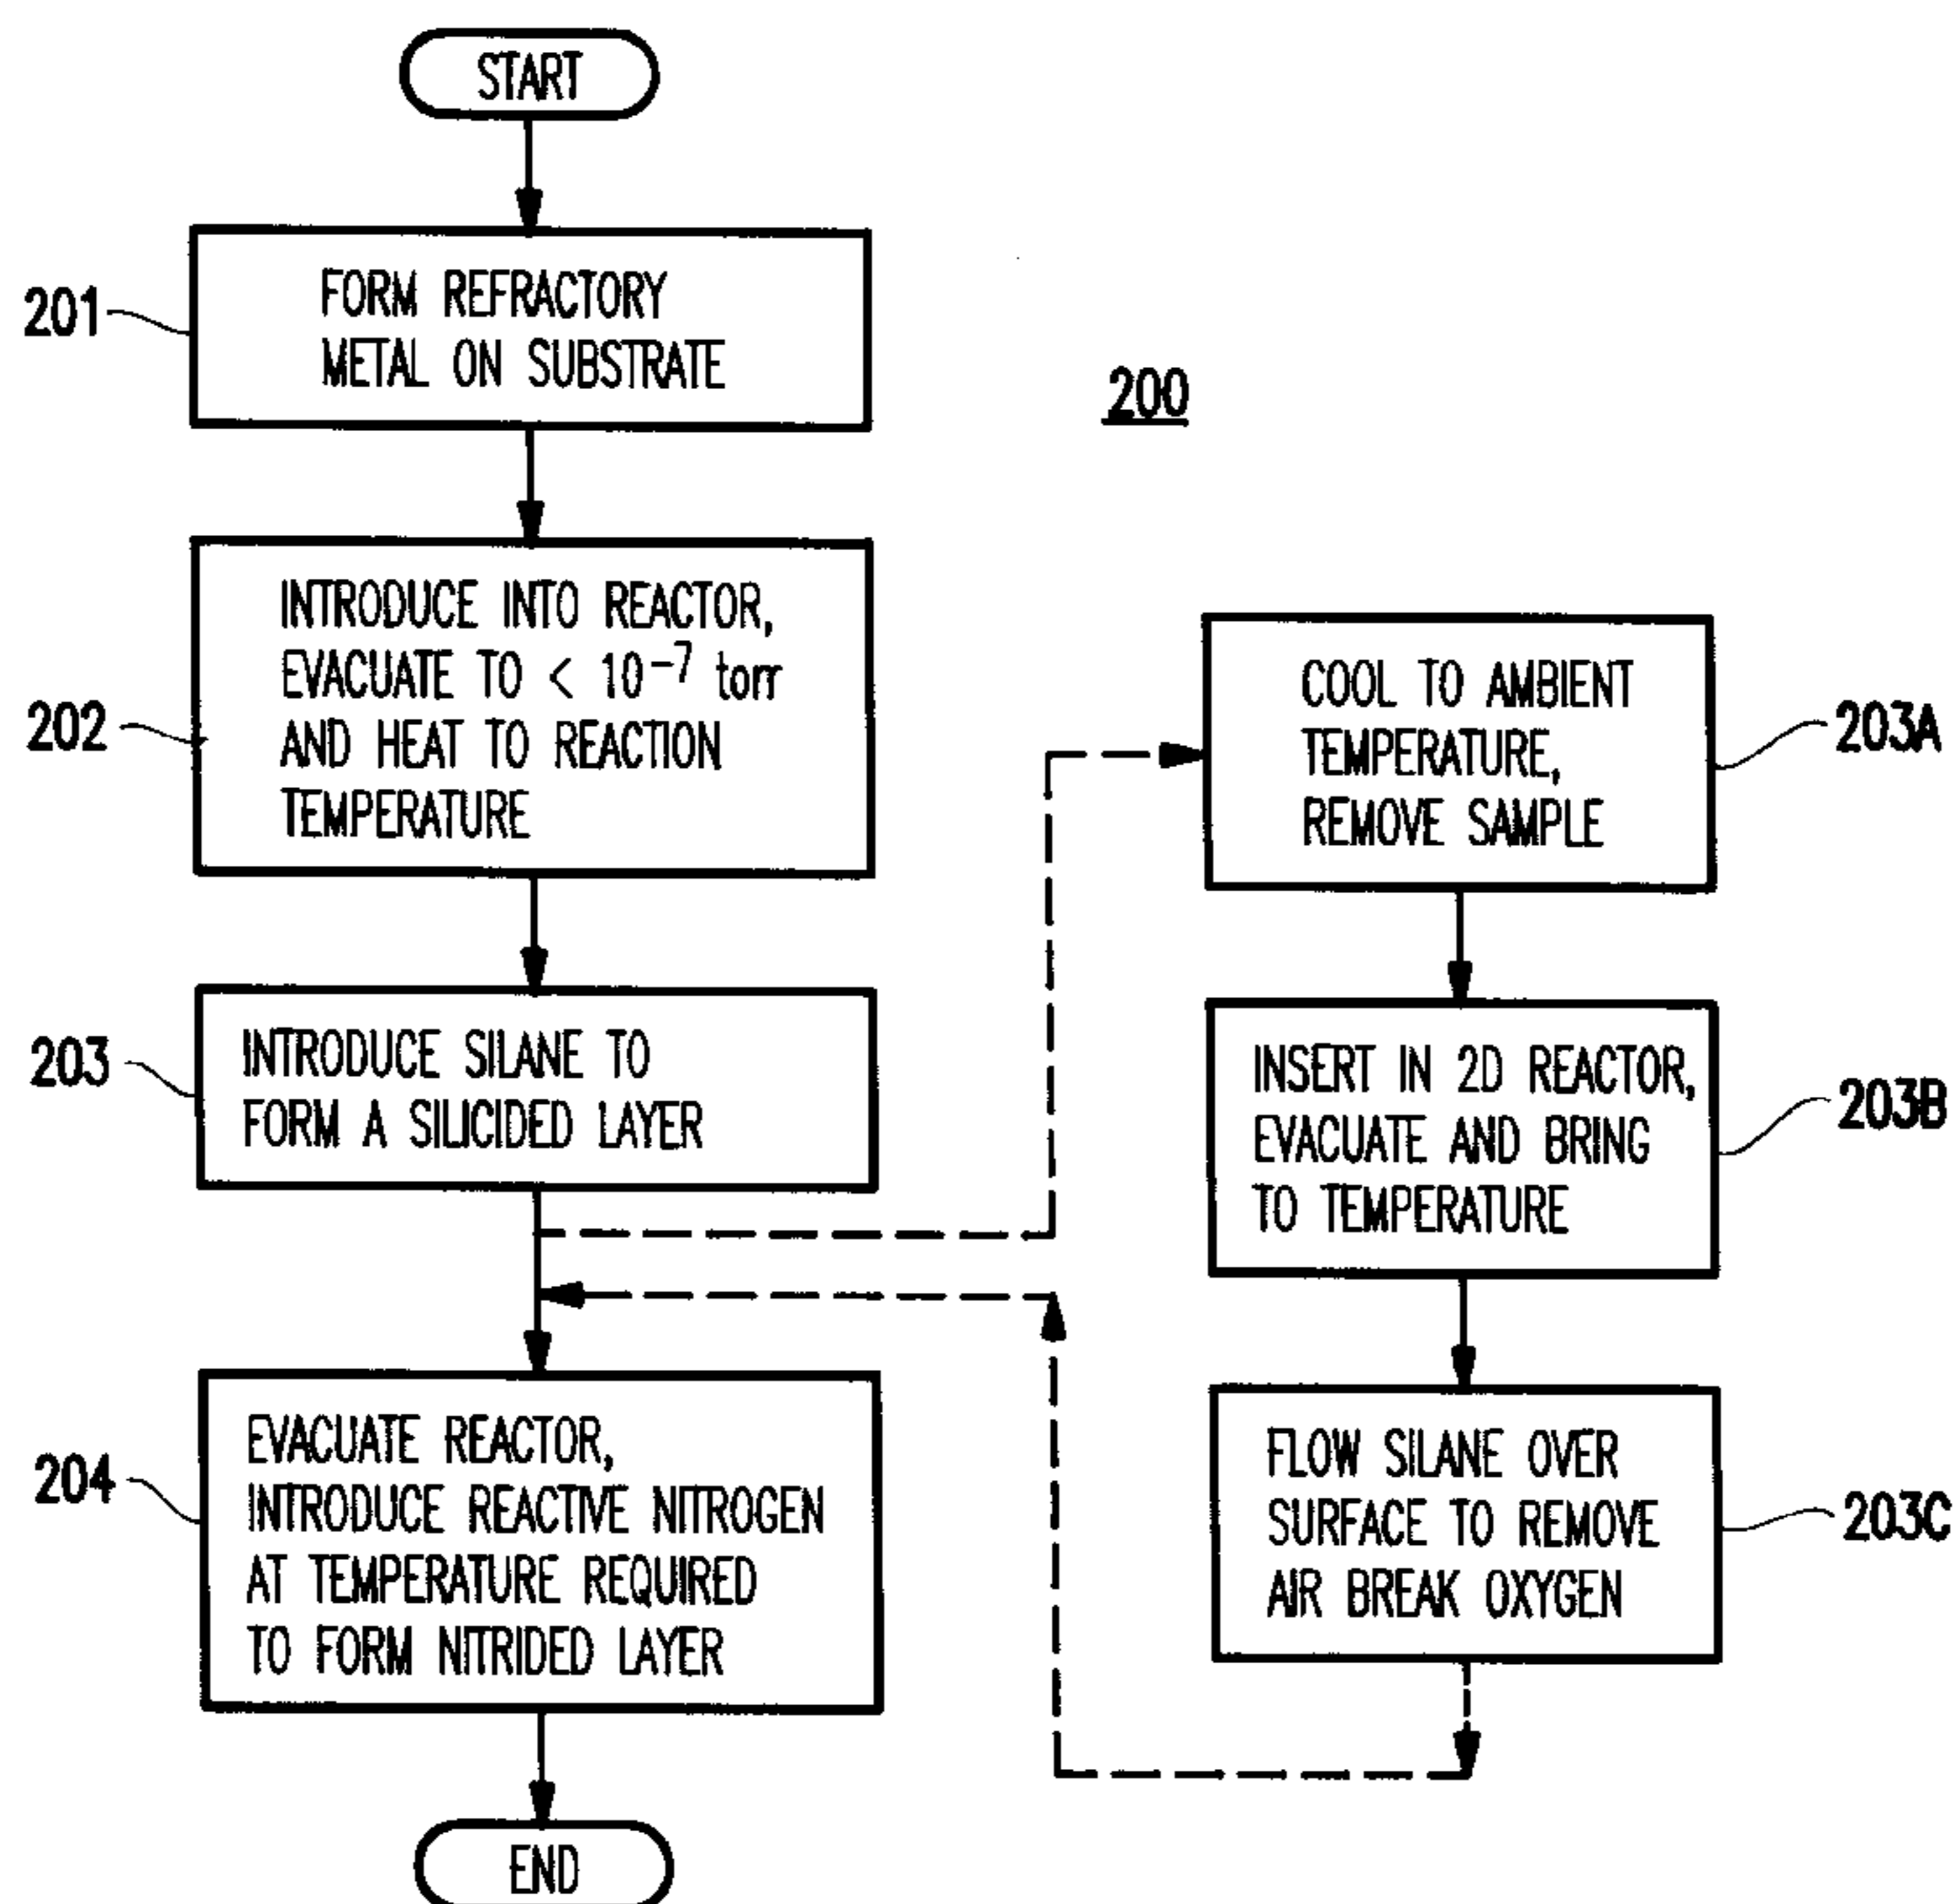 START
201
FORM REFRACTORY
METAL ON SUBSTRATE
200
202
INTRODUCE INTO REACTOR,
EVACUATE TO < 10⁻⁷ torr
AND HEAT TO REACTION
TEMPERATURE
203
INTRODUCE SILANE TO
FORM A SILICIDED LAYER
204
EVACUATE REACTOR,
INTRODUCE REACTIVE NITROGEN
AT TEMPERATURE REQUIRED
TO FORM NITRIDED LAYER
END
COOL TO AMBIENT
TEMPERATURE,
REMOVE SAMPLE
203A
INSERT IN 2D REACTOR,
EVACUATE AND BRING
TO TEMPERATURE
203B
FLOW SILANE OVER
SURFACE TO REMOVE
AIR BREAK OXYGEN
203C